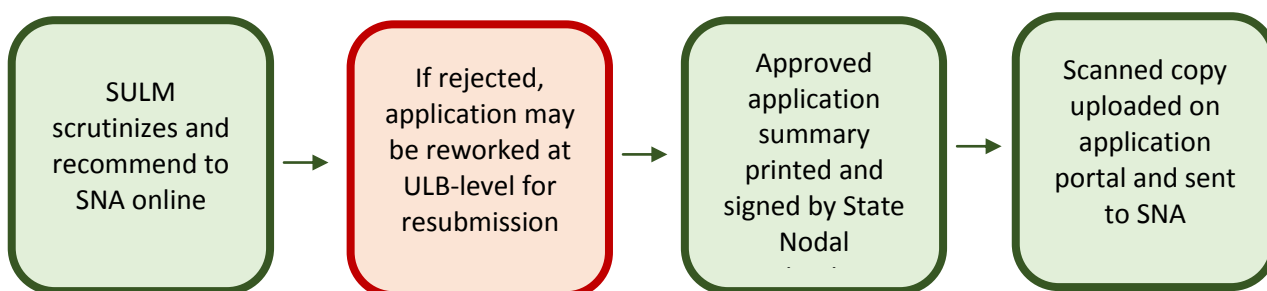 SULM
scrutinizes and
recommend to
SNA online
If rejected,
application may
be reworked at
ULB-level for
resubmission
Approved
application
summary
printed and
signed by State
Nodal
Scanned copy
uploaded on
application
portal and sent
to SNA